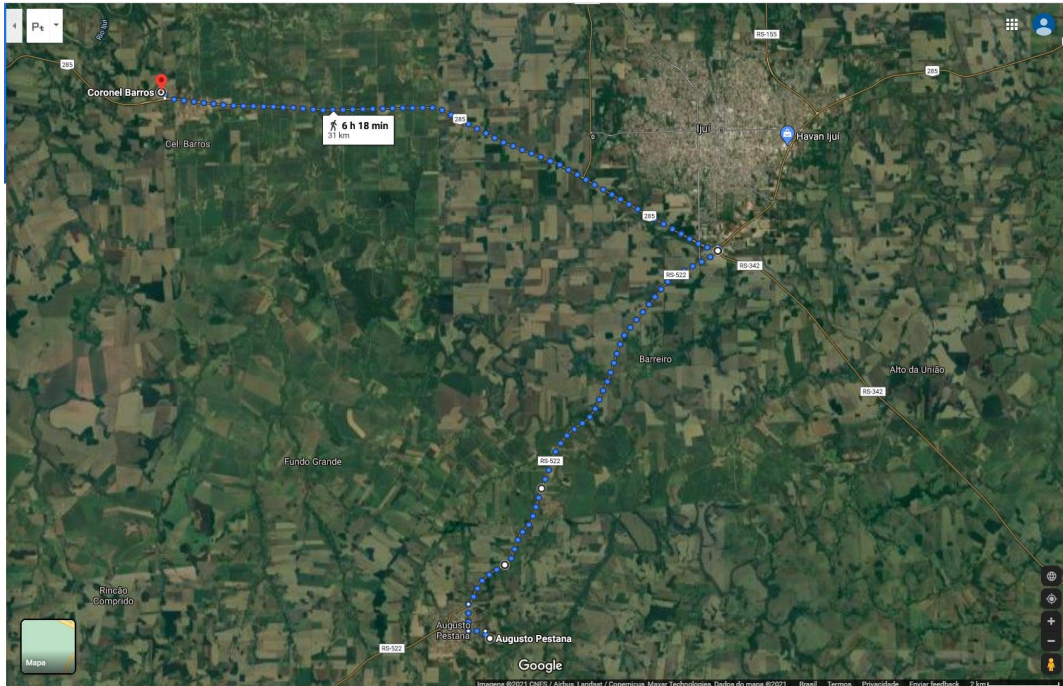 Pt
Rio Ijuí
RS-155
285
285
Coronel Barros
6 h 18 min
31 km
285
Ijuí
Havan Ijuí
Cel. Barros
285
RS-522
RS-342
Barreiro
Alto da União
RS-342
Fundo Grande
RS-522
Rincão
Comprido
Augusto
Pestana
Augusto Pestana
RS-522
Mapa
Google
Imagens ©2021 CNES / Airbus, Landsat / Copernicus, Maxar Technologies, Dados do mapa ©2021 Brasil Termos Privacidade Enviar feedback 2 km